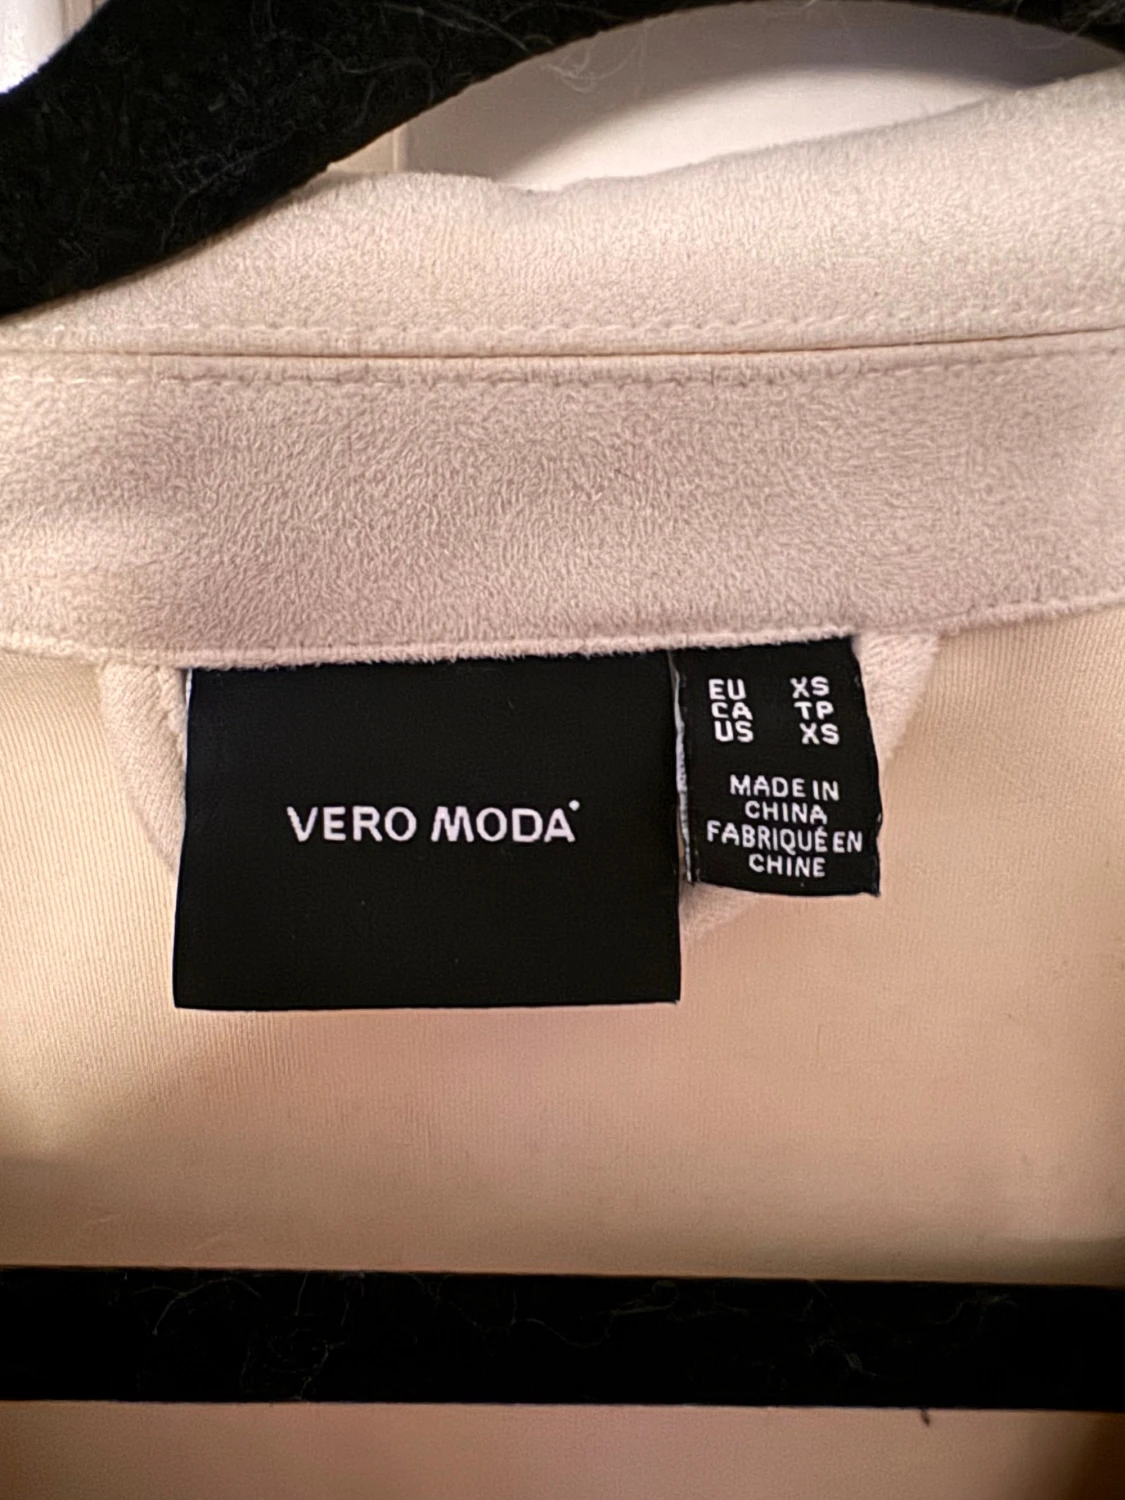 VERO MODA
EU XS
CA TP
US XS
MADE IN
CHINA
FABRIQUÉ EN
CHINE